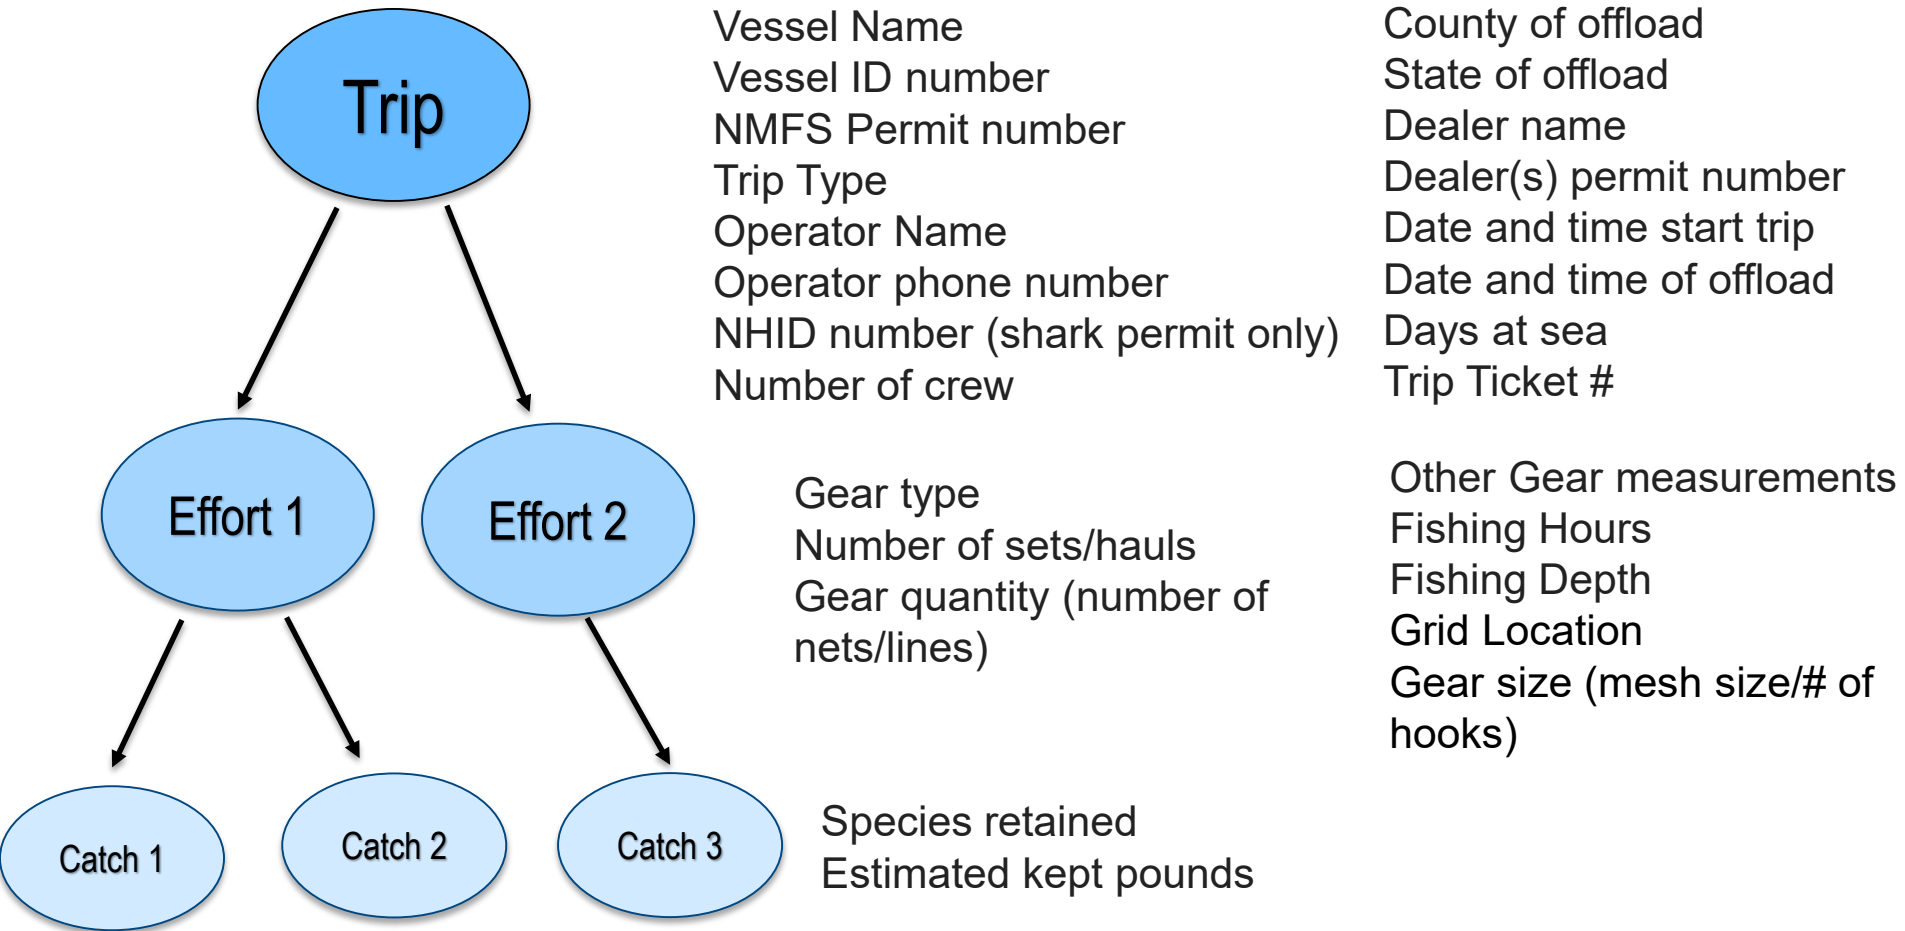 Trip
Vessel Name
Vessel ID number
NMFS Permit number
Trip Type
Operator Name
Operator phone number
NHID number (shark permit only)
Number of crew
County of offload
State of offload
Dealer name
Dealer(s) permit number
Date and time start trip
Date and time of offload
Days at sea
Trip Ticket #
Effort 1
Effort 2
Gear type
Number of sets/hauls
Gear quantity (number of
nets/lines)
Other Gear measurements
Fishing Hours
Fishing Depth
Grid Location
Gear size (mesh size/# of
hooks)
Catch 1
Catch 2
Catch 3
Species retained
Estimated kept pounds